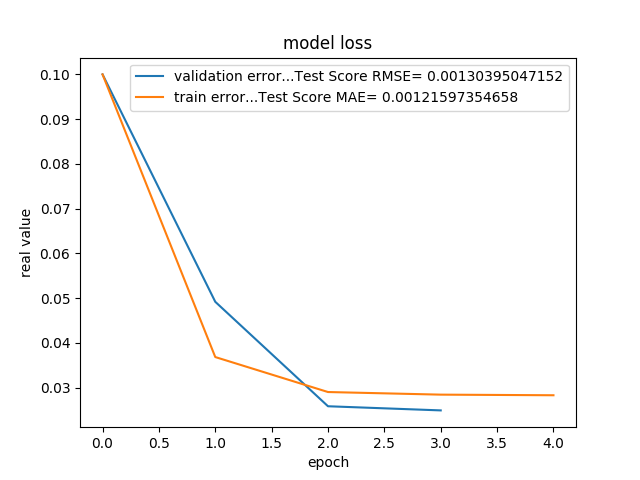 model loss
validation error...Test Score RMSE= 0.00130395047152
train error...Test Score MAE= 0.00121597354658
0.10
0.09
0.08
0.07
0.06
0.05
0.04
0.03
real value
0.0 0.5 1.0 1.5 2.0 2.5 3.0 3.5 4.0
epoch